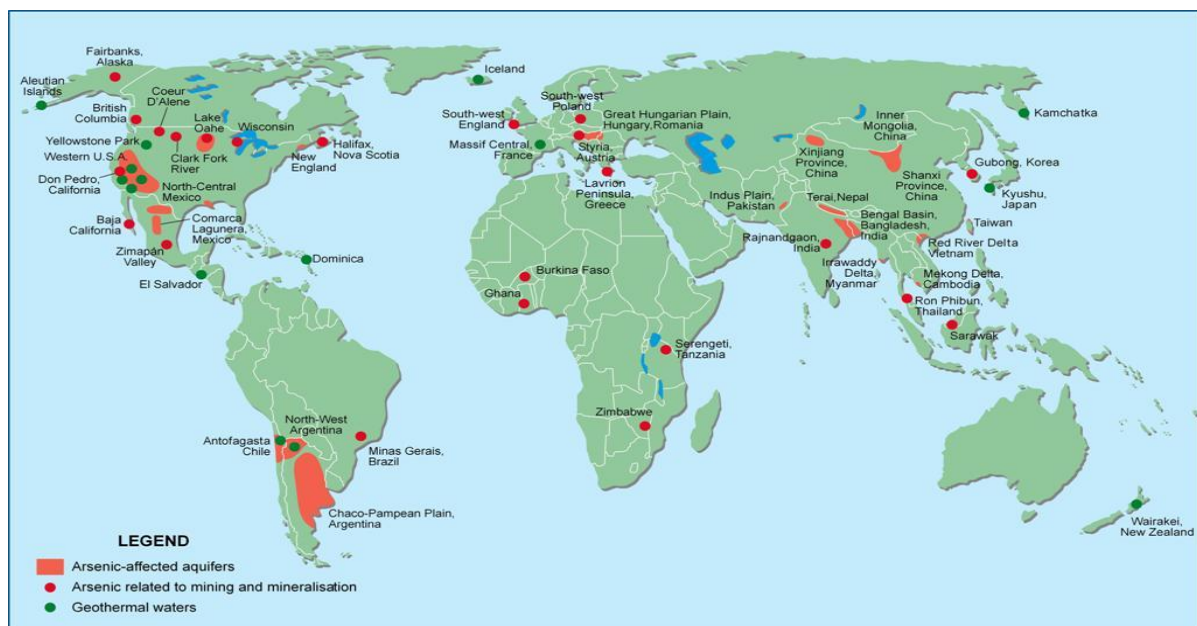 Fairbanks,
Alaska
Aleutian
Islands
Coeur
D'Alene
British
Columbia
Lake
Oahe
Wisconsin
Yellowstone Park
Western U.S.A.
Clark Fork
River
New
England
Halifax,
Nova Scotia
Don Pedro,
California
North-Central
Mexico
Baja
California
Comarca
Lagunera,
Mexico
Zimapán
Valley
El Salvador
Dominica
Iceland
South-west
Poland
South-west
England
Great Hungarian Plain,
Hungary,Romania
Massif Central,
France
Styria,
Austria
Lavrion
Peninsula,
Greece
Inner
Mongolia,
China
Kamchatka
Xinjiang
Province,
China
Shanxi
Province,
China
Gubong, Korea
Kyushu,
Japan
Indus Plain,
Pakistan
Terai,Nepal
Bengal Basin,
Bangladesh,
India
Taiwan
Rajnandgaon,
India
Red River Delta
Vietnam
Irrawaddy
Delta,
Myanmar
Mekong Delta,
Cambodia
Ron Phibun,
Thailand
Sarawak
Burkina Faso
Ghana
Serengeti,
Tanzania
Zimbabwe
North-West
Argentina
Antofagasta
Chile
Minas Gerais,
Brazil
Chaco-Pampean Plain,
Argentina
Wairakei,
New Zealand
LEGEND
Arsenic-affected aquifers
Arsenic related to mining and mineralisation
Geothermal waters